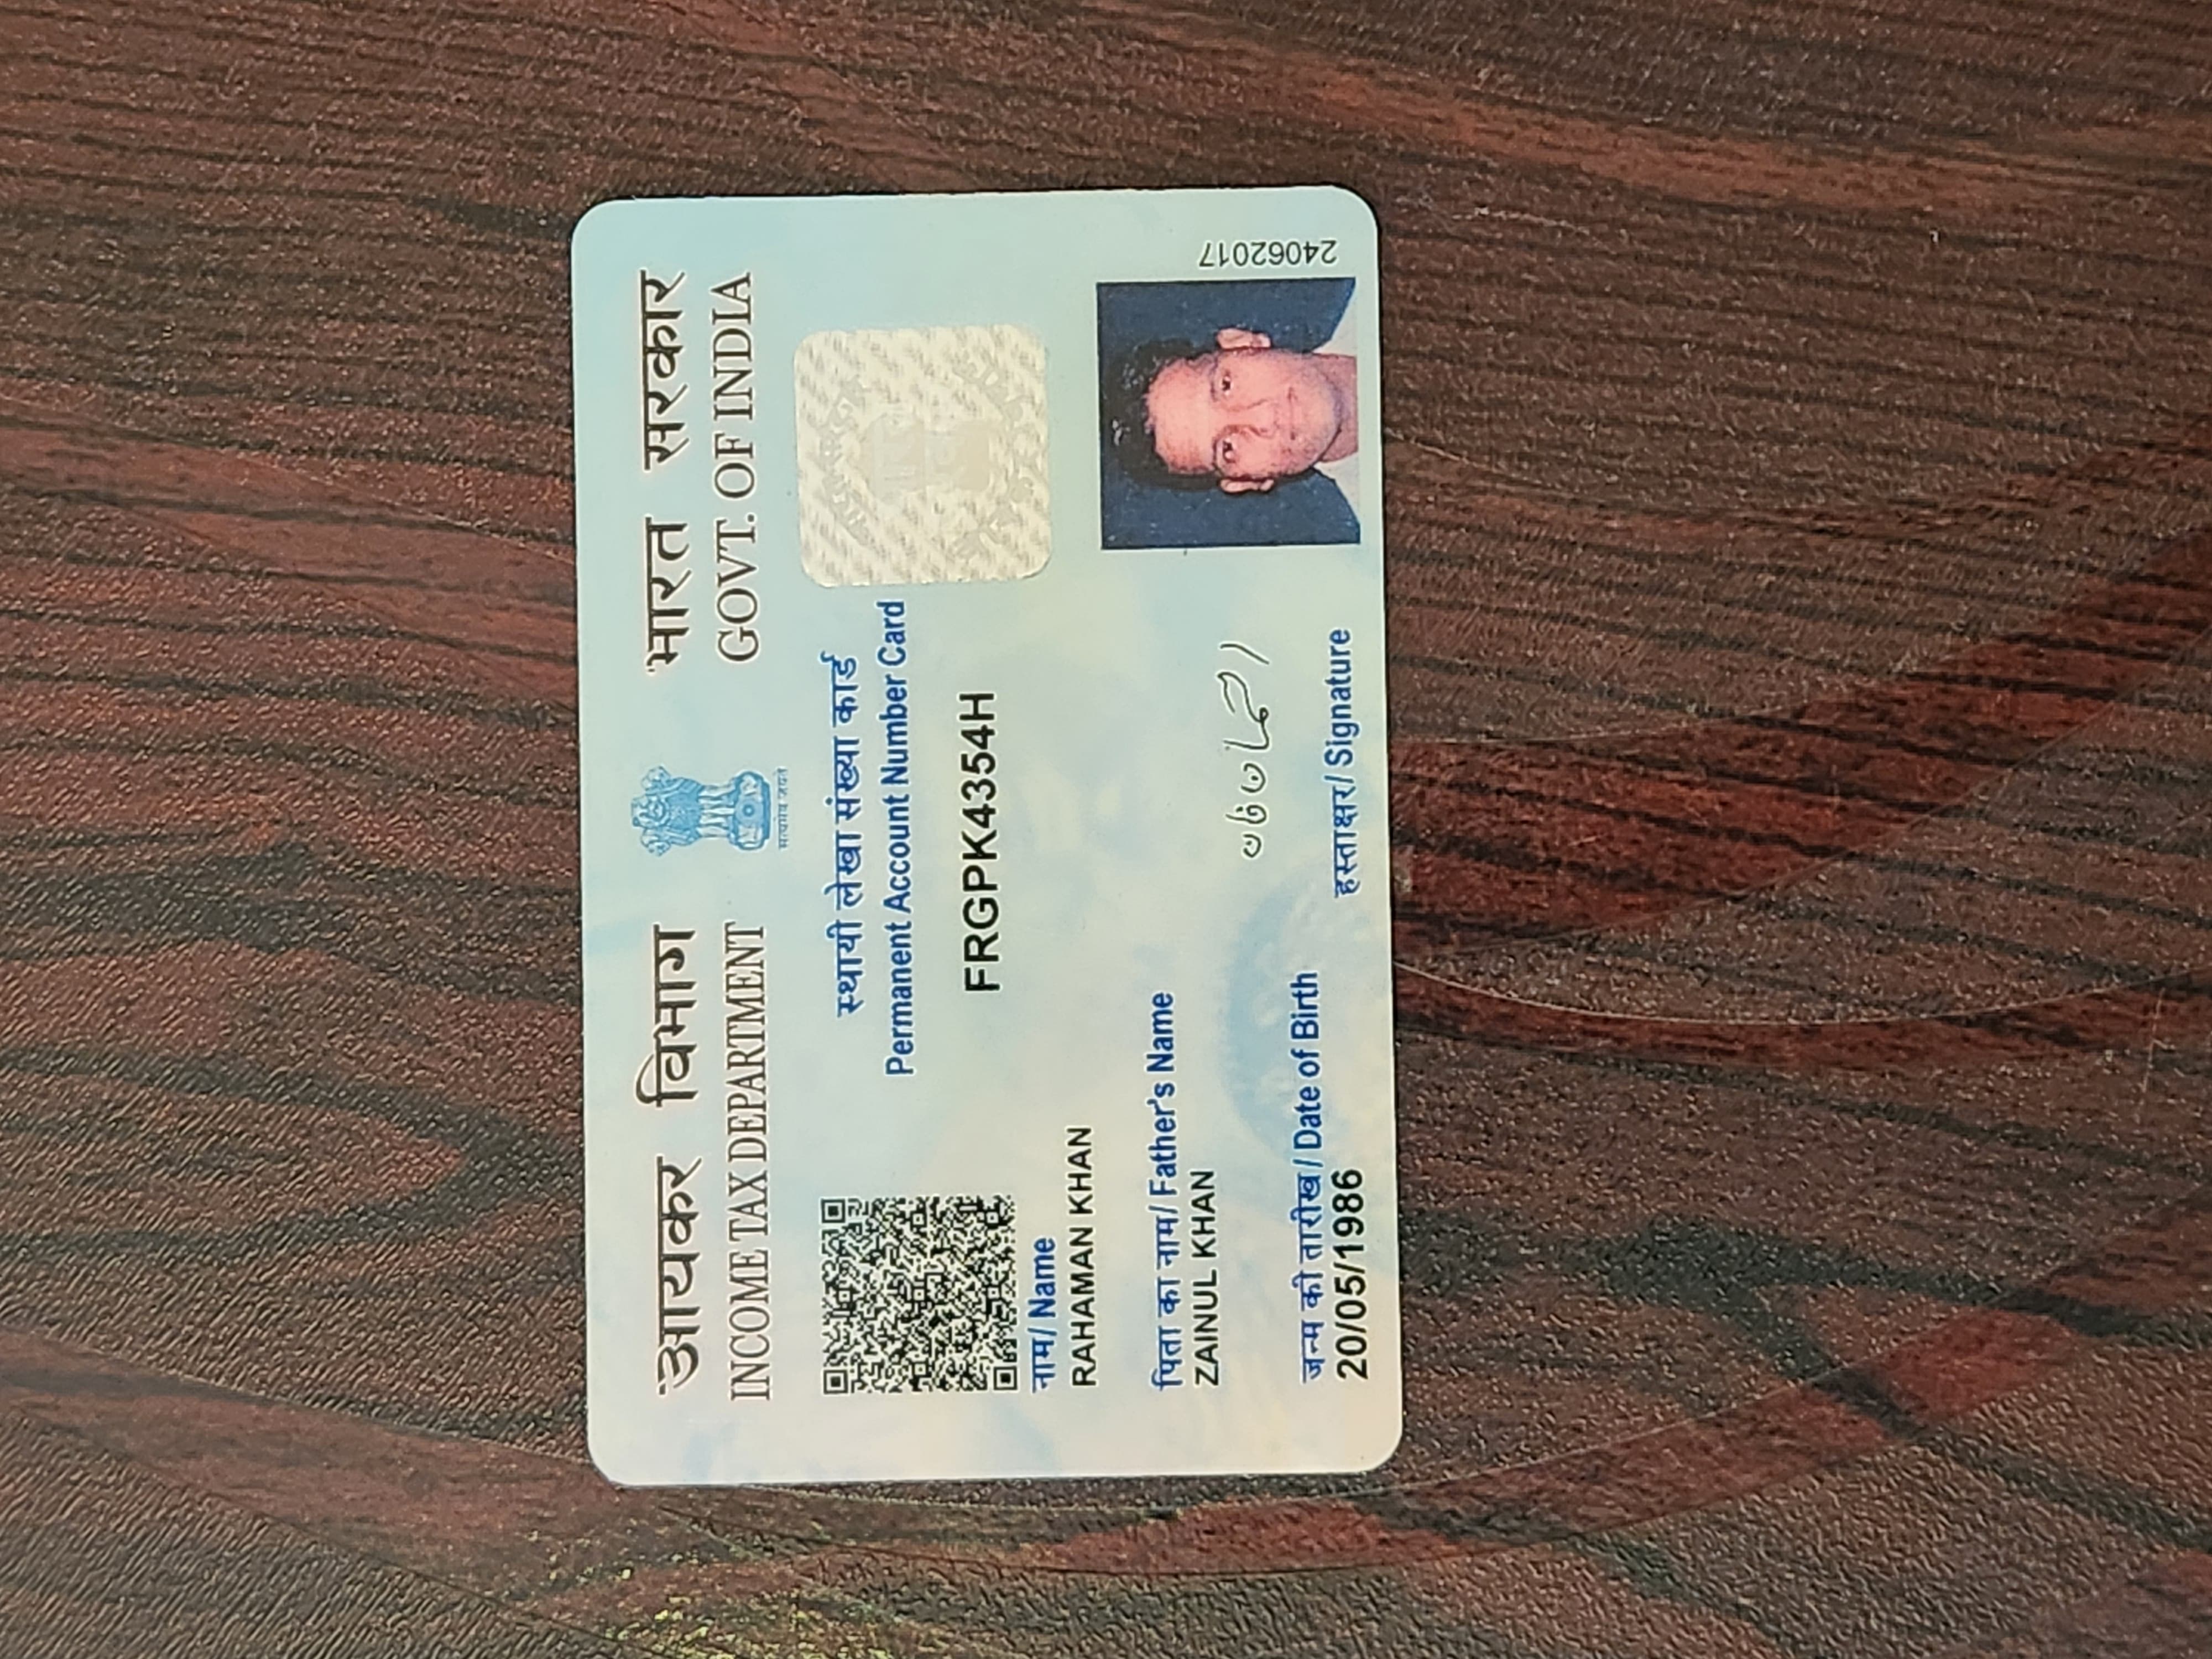 आयकर विभाग
INCOME TAX DEPARTMENT
सत्यमेव जयते
भारत सरकार
GOVT. OF INDIA
स्थायी लेखा संख्या कार्ड
Permanent Account Number Card
FRGPK4354H
नाम/ Name
RAHAMAN KHAN
पिता का नाम/ Father's Name
ZAINUL KHAN
जन्म की तारीख/ Date of Birth
20/05/1986
हस्ताक्षर/ Signature
24062017